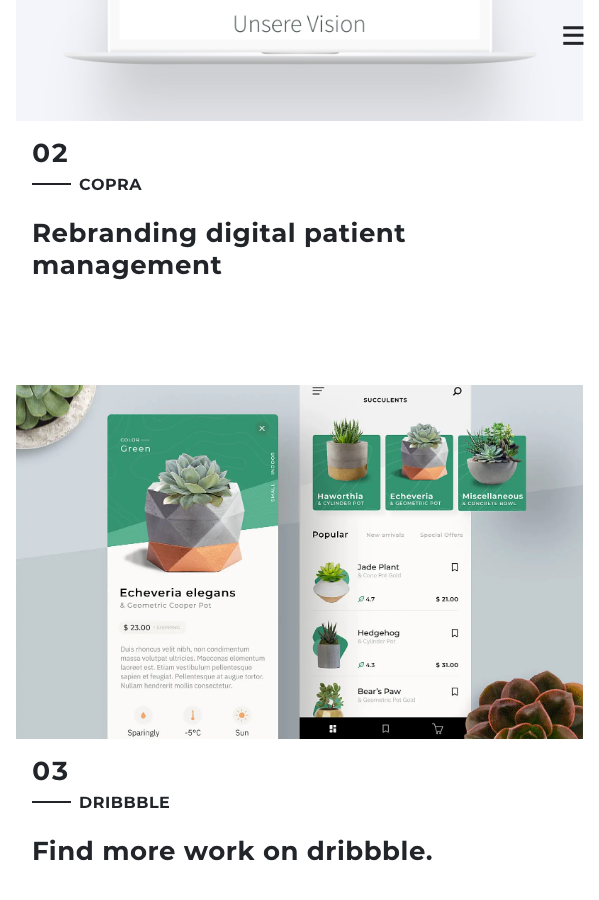 Unsere Vision
02
COPRA
Rebranding digital patient
management
COLOR
Green
SMALL INDOOR
Echeveria elegans
& Geometric Cooper Pot
$ 23.00
Duis rhoncus velit nibh, non condimentum
massa volutpat ultricies. Maecenas elementum
laoreet est. Etiam vestibulum pellentesque
sapien et feugiat. Pellentesque at augue tortor.
Nullam hendrerit mollis consectetur.
Sparingly
-5°C
Sun
SUCCULENTS
Haworthia
& CYLINDER POT
Echeveria
& GEOMETRIC POT
Miscellaneous
& CONCRETE BOWL
Popular
New arrivals
Special Offers
Jade Plant
& Cono Pot Gold
4.7
$ 21.00
Hedgehog
& Cylinder Pot
4.3
$ 31.00
Bear's Paw
& Geometric Pot Gold
03
DRIBBBLE
Find more work on dribbble.